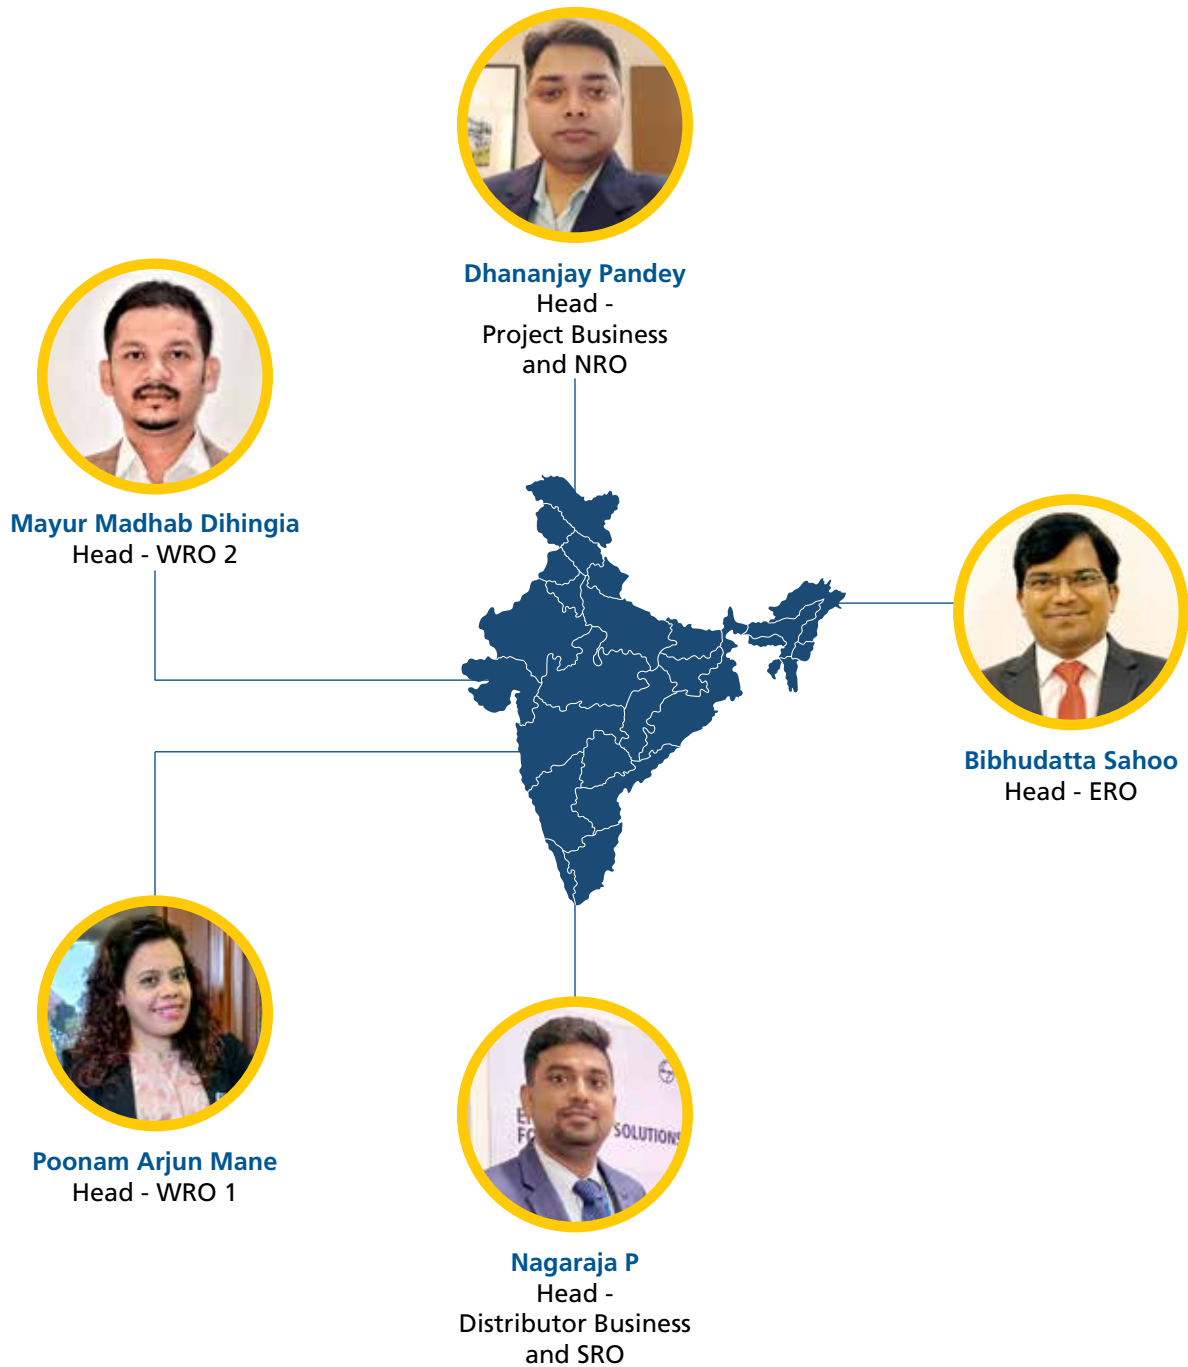 Dhananjay Pandey
Head -
Project Business
and NRO
Mayur Madhab Dihingia
Head - WRO 2
Bibhudatta Sahoo
Head - ERO
Poonam Arjun Mane
Head - WRO 1
SOLUTIONS
Nagaraja P
Head -
Distributor Business
and SRO